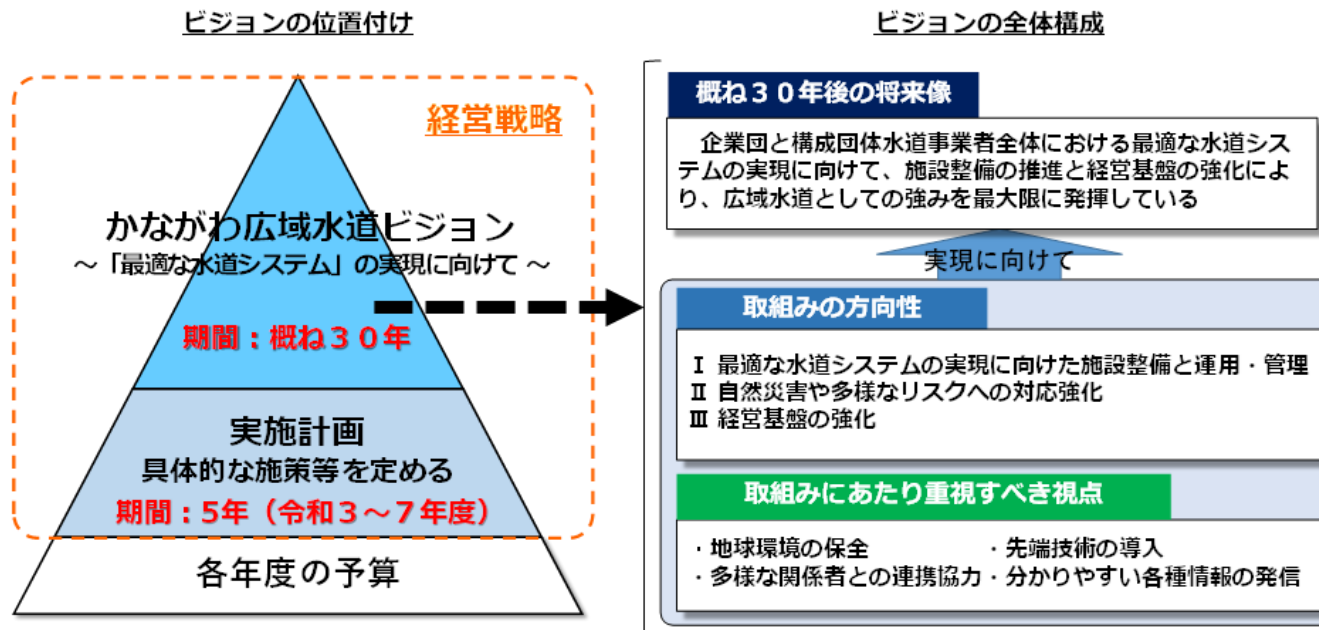 ビジョンの位置付け
経営戦略
かながわ広域水道ビジョン
～「最適な水道システム」の実現に向けて～
期間：概ね３０年
実施計画
具体的な施策等を定める
期間：5年（令和３～７年度）
各年度の予算
ビジョンの全体構成
概ね３０年後の将来像
企業団と構成団体水道事業者全体における最適な水道シス
テムの実現に向けて、施設整備の推進と経営基盤の強化によ
り、広域水道としての強みを最大限に発揮している
実現に向けて
取組みの方向性
Ⅰ 最適な水道システムの実現に向けた施設整備と運用・管理
Ⅱ 自然災害や多様なリスクへの対応強化
Ⅲ 経営基盤の強化
取組みにあたり重視すべき視点
・地球環境の保全　・先端技術の導入
・多様な関係者との連携協力・分かりやすい各種情報の発信